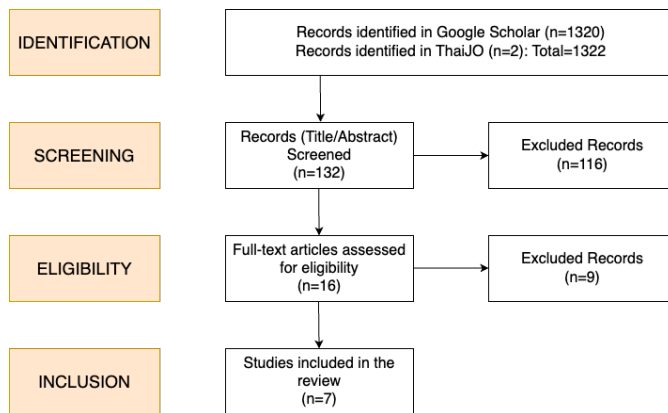 IDENTIFICATION
Records identified in Google Scholar (n=1320)
Records identified in ThaiJO (n=2): Total=1322
SCREENING
Records (Title/Abstract)
Screened
(n=132)
Excluded Records
(n=116)
ELIGIBILITY
Full-text articles assessed
for eligibility
(n=16)
Excluded Records
(n=9)
INCLUSION
Studies included in the
review
(n=7)